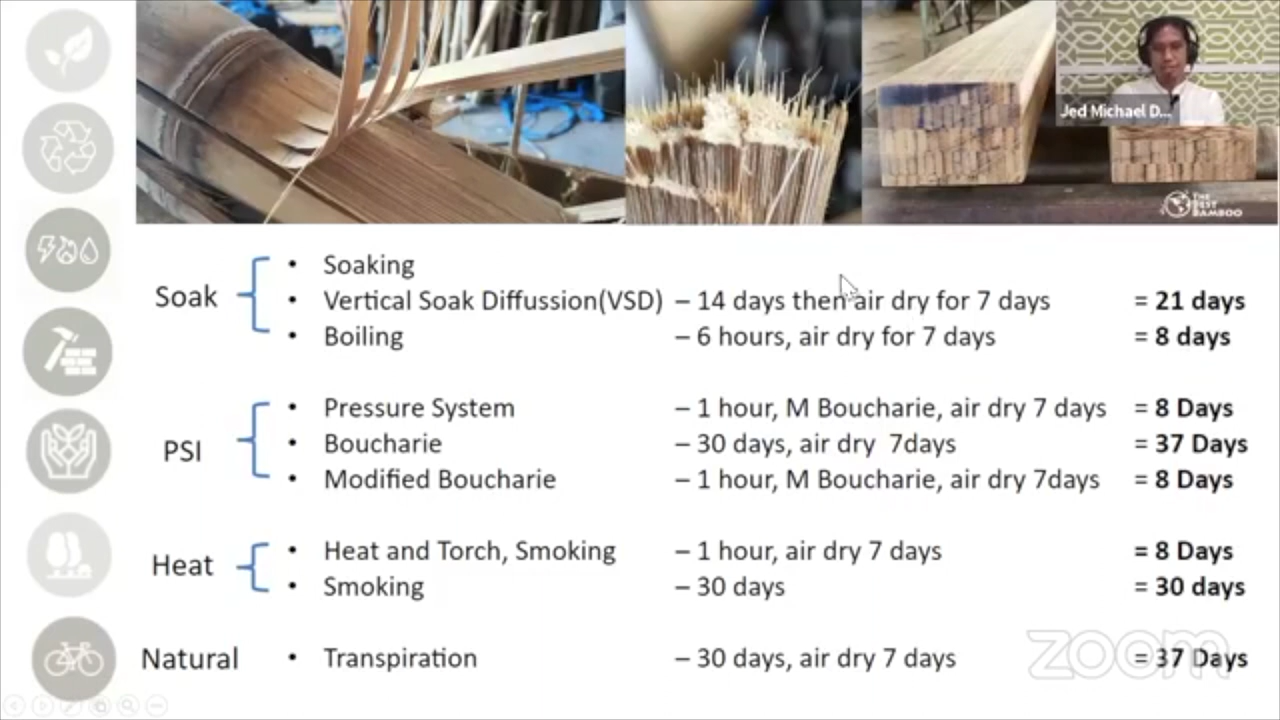 Jed Michael D...
THE
BEST
BAMBOO
Soak
• Soaking
• Vertical Soak Diffussion(VSD) – 14 days then air dry for 7 days = 21 days
• Boiling – 6 hours, air dry for 7 days = 8 days
PSI
• Pressure System – 1 hour, M Boucharie, air dry 7 days = 8 Days
• Boucharie – 30 days, air dry 7days = 37 Days
• Modified Boucharie – 1 hour, M Boucharie, air dry 7days = 8 Days
Heat
• Heat and Torch, Smoking – 1 hour, air dry 7 days = 8 Days
• Smoking – 30 days = 30 days
Natural • Transpiration – 30 days, air dry 7 days = 37 Days
zoom